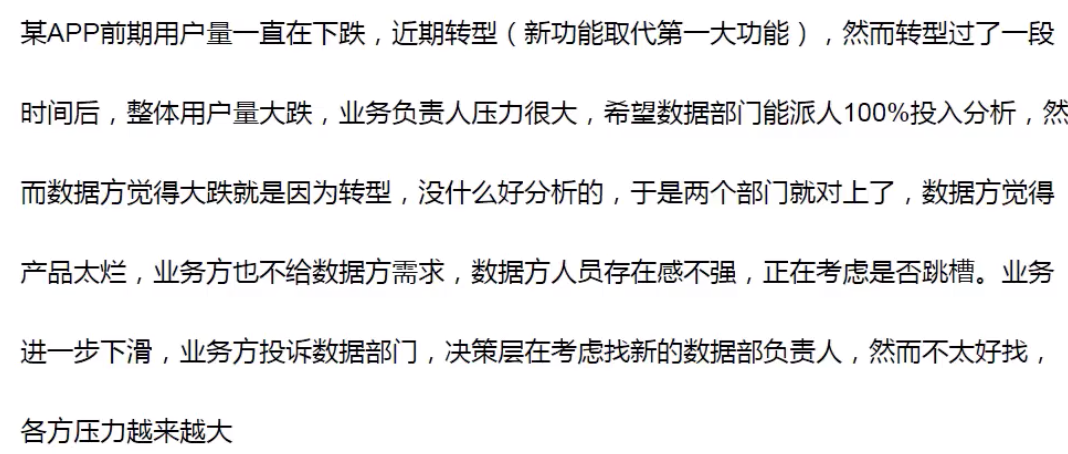 某APP前期用户量一直在下跌，近期转型（新功能取代第一大功能），然而转型过了一段
时间后，整体用户量大跌，业务负责人压力很大，希望数据部门能派人100%投入分析，然
而数据方觉得大跌就是因为转型，没什么好分析的，于是两个部门就对上了，数据方觉得
产品太烂，业务方也不给数据方需求，数据方人员存在感不强，正在考虑是否跳槽。业务
进一步下滑，业务方投诉数据部门，决策层在考虑找新的数据部负责人，然而不太好找，
各方压力越来越大